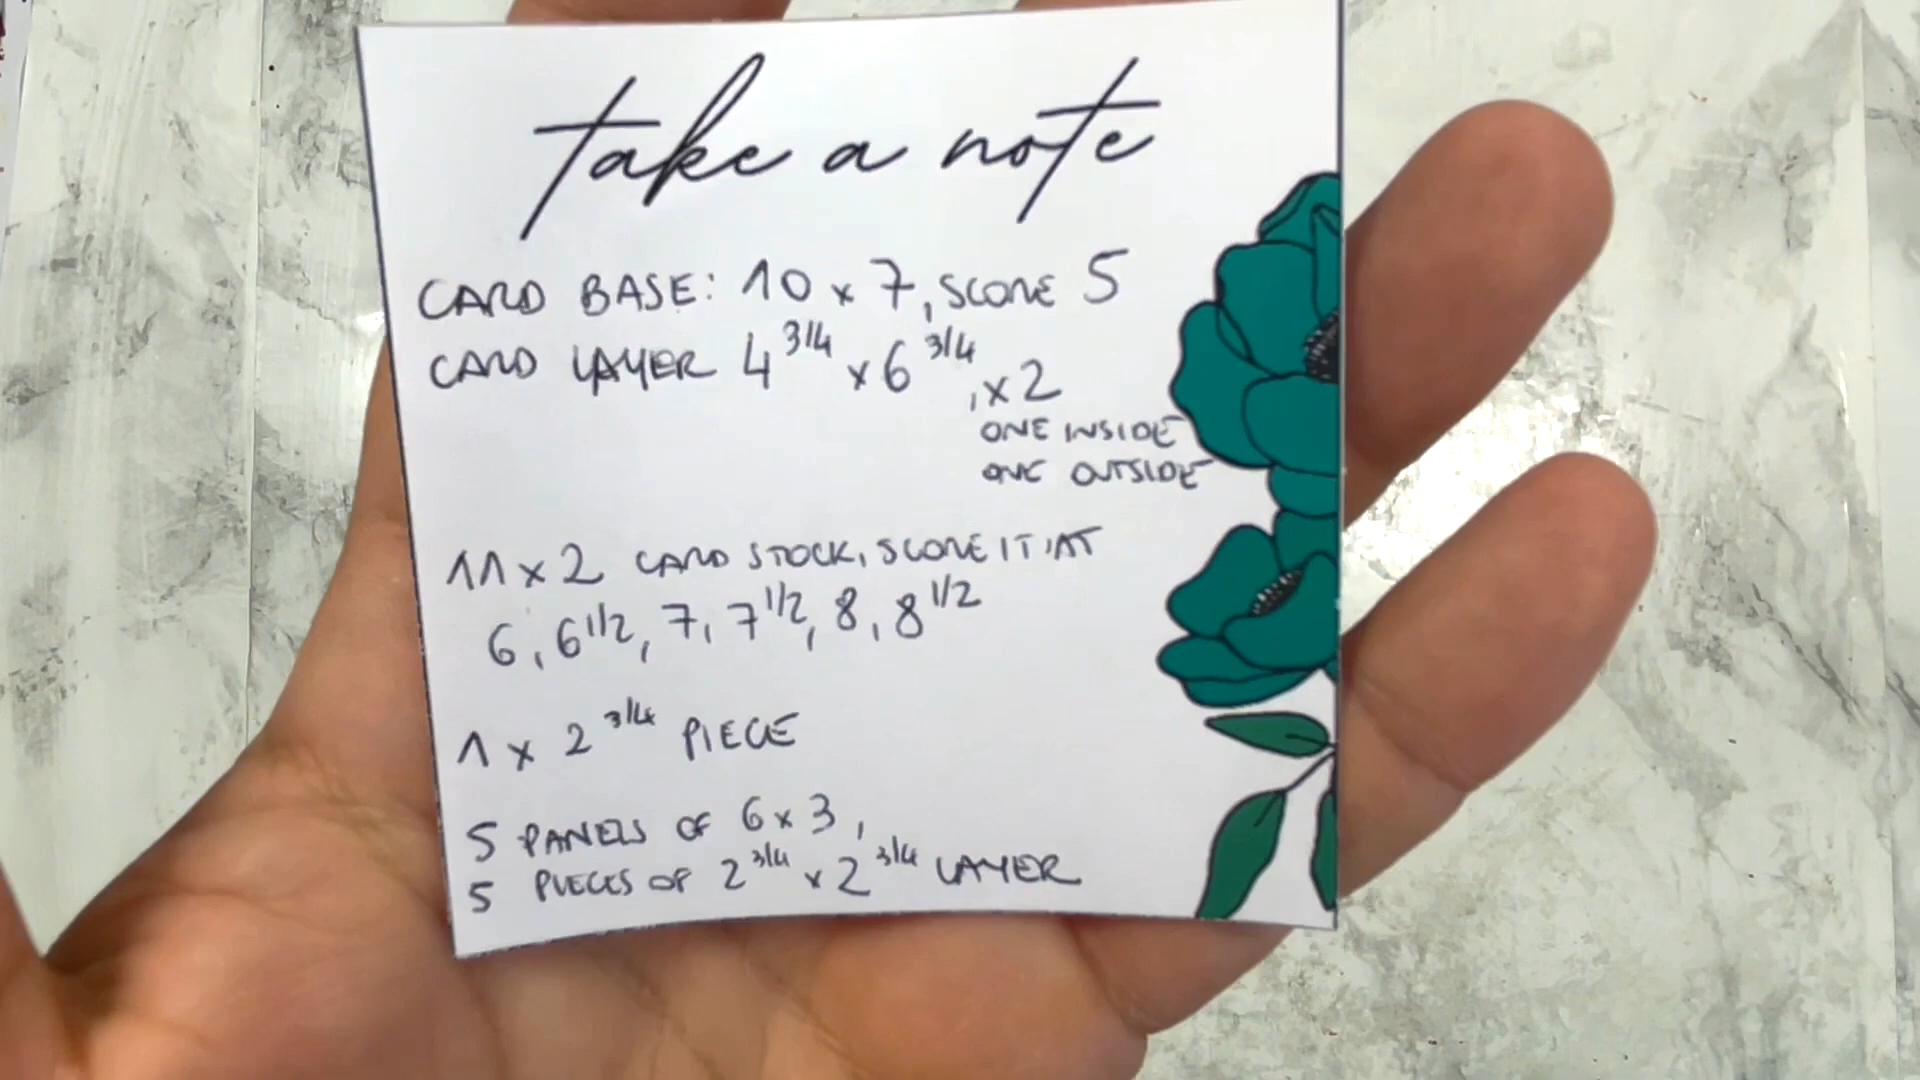 take a note
CARD BASE: 10 x 7, SCORE 5
CARD LAYER 4 3/4 x 6 3/4, x2
ONE INSIDE
ONE OUTSIDE
11 x 2 CARD STOCK, SCORE IT AT
6, 6 1/2, 7, 7 1/2, 8, 8 1/2
1 x 2 3/4 PIECE
5 PANELS OF 6 x 3,
5 PIECES OF 2 3/4 x 2 3/4 LAYER